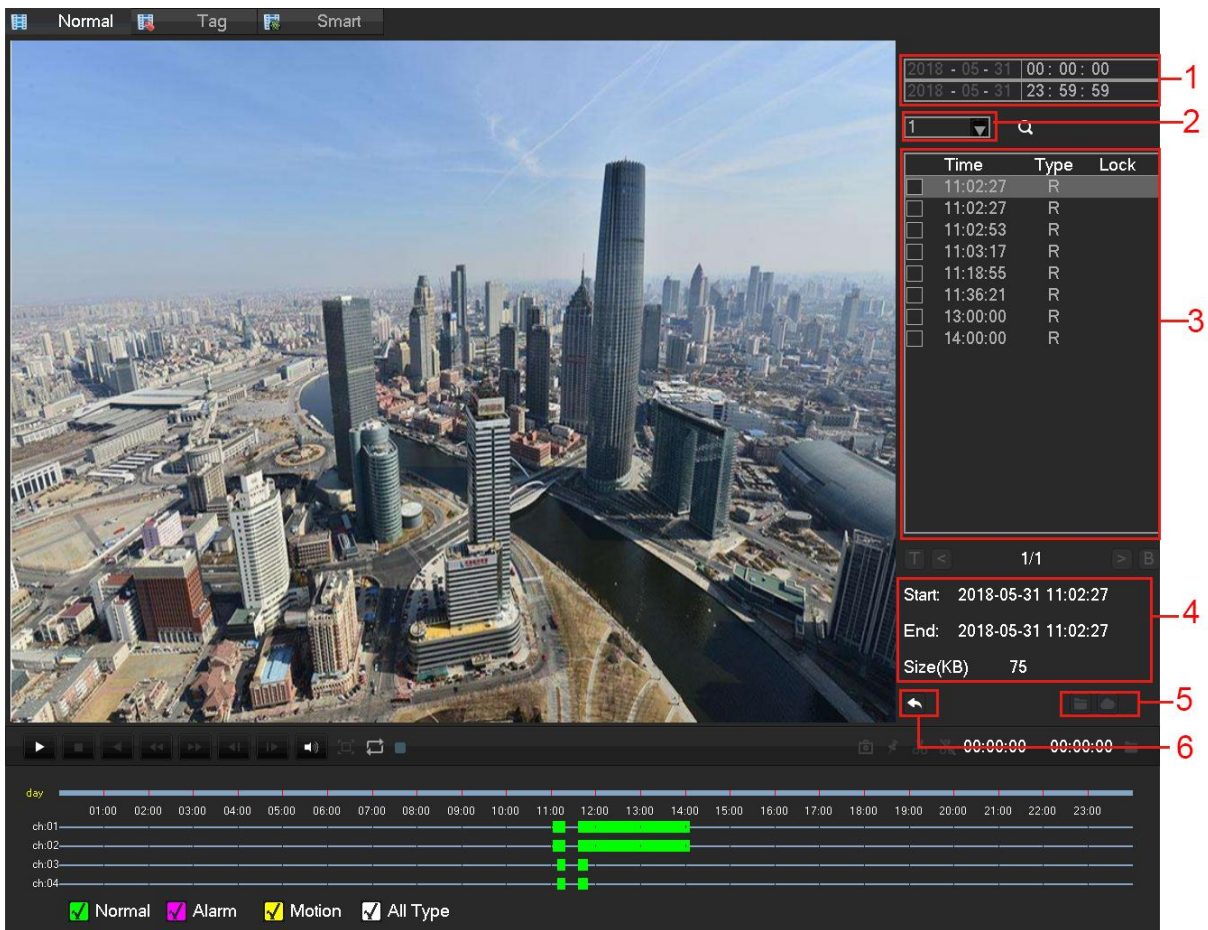 Normal Tag Smart
2018 - 05 - 31 00 : 00 : 00
1
2018 - 05 - 31 23 : 59 : 59
1
2
Time Type Lock
11:02:27 R
11:02:27 R
11:02:53 R
11:03:17 R
11:18:55 R
11:36:21 R
13:00:00 R
14:00:00 R
3
T < 1/1 > B
Start: 2018-05-31 11:02:27
4
End: 2018-05-31 11:02:27
Size(KB) 75
5
00:00:00 00:00:00
6
day
01:00 02:00 03:00 04:00 05:00 06:00 07:00 08:00 09:00 10:00 11:00 12:00 13:00 14:00 15:00 16:00 17:00 18:00 19:00 20:00 21:00 22:00 23:00
ch:01
ch:02
ch:03
ch:04
Normal Alarm Motion All Type